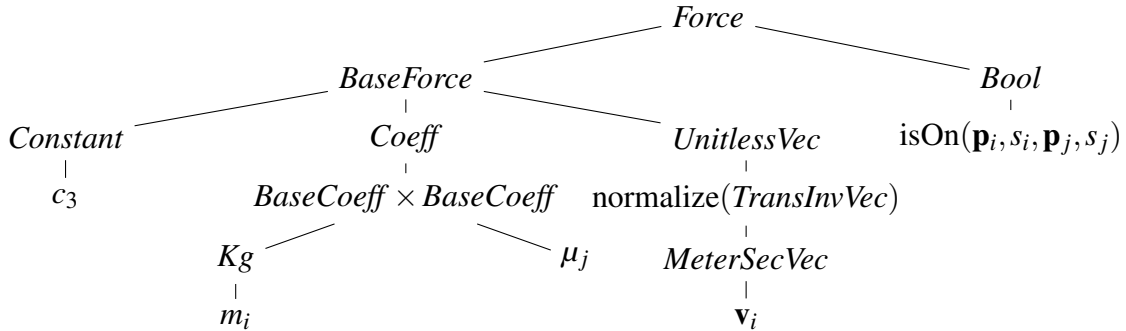 Force
BaseForce Bool
Constant Coeff UnitlessVec isOn(𝐩ᵢ, sᵢ, 𝐩ⱼ, sⱼ)
c₃ BaseCoeff × BaseCoeff normalize(TransInvVec)
Kg μⱼ MeterSecVec
mᵢ 𝐯ᵢ